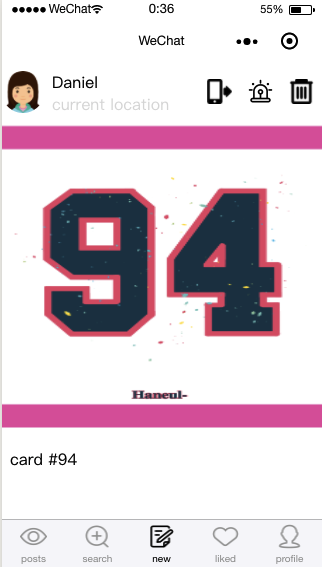 WeChat
0:36
55%
WeChat
Daniel
current location
94
Haneul-
card #94
posts
search
new
liked
profile